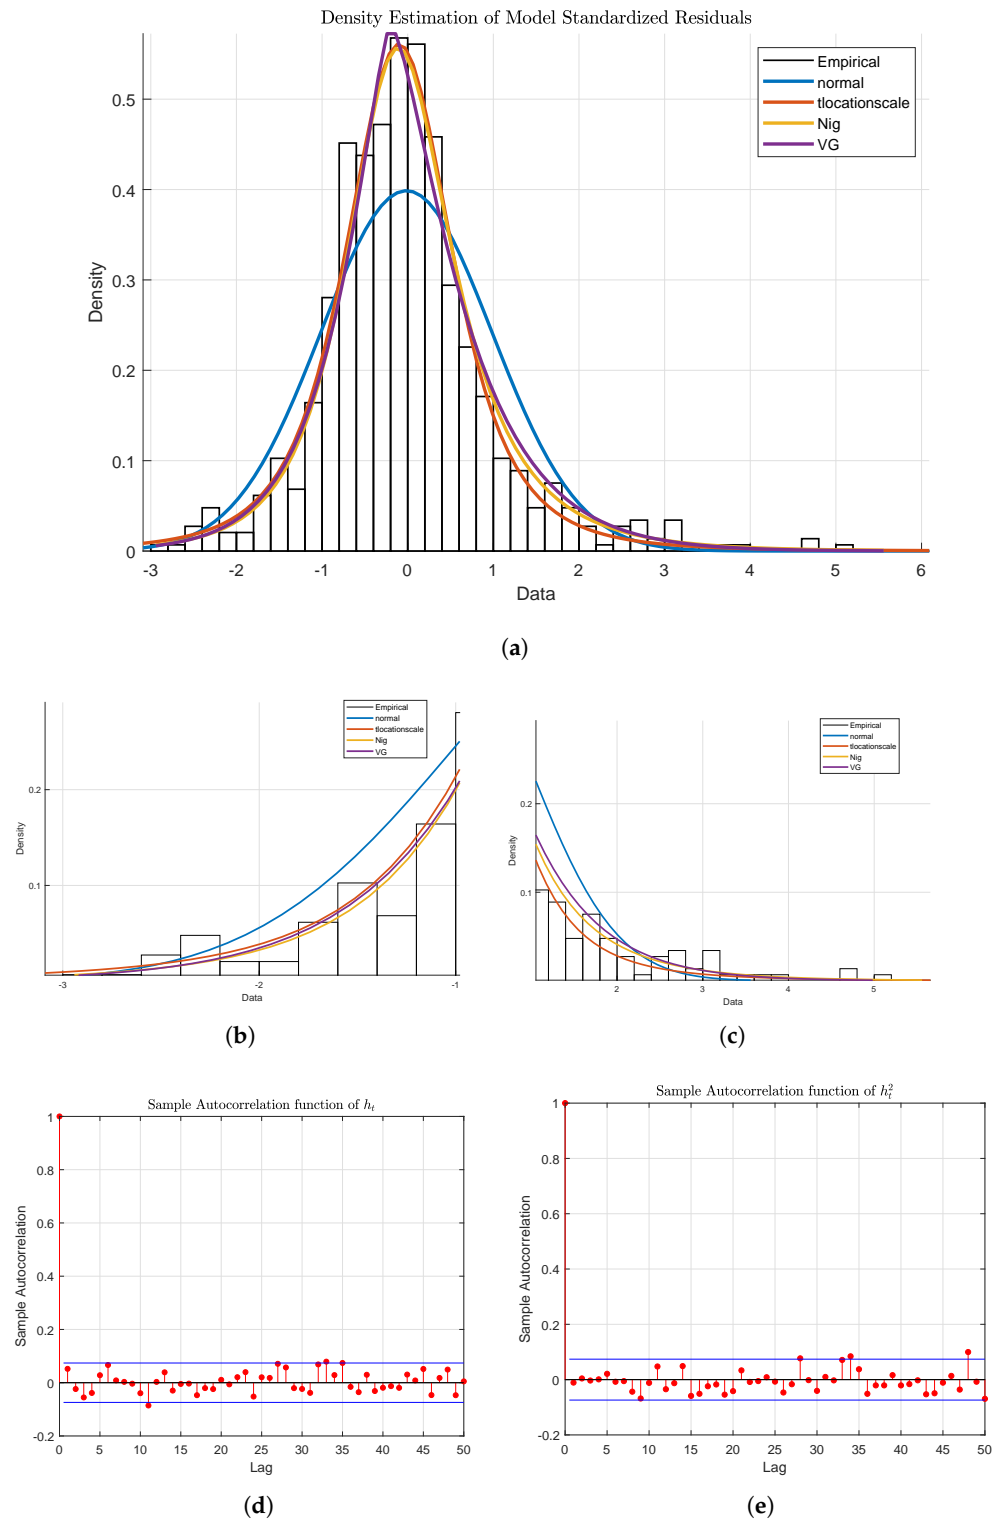 Density Estimation of Model Standardized Residuals
Empirical
normal
tlocationscale
Nig
VG
Density
0.5
0.4
0.3
0.2
0.1
0
-3 -2 -1 0 1 2 3 4 5 6
Data
(a)
Empirical
normal
tlocationscale
Nig
VG
Density
0.2
0.1
-3 -2 -1
Data
(b)
Empirical
normal
tlocationscale
Nig
VG
Density
0.2
0.1
2 3 4 5
Data
(c)
Sample Autocorrelation function of h_t
Sample Autocorrelation
1
0.8
0.6
0.4
0.2
0
-0.2
0 5 10 15 20 25 30 35 40 45 50
Lag
(d)
Sample Autocorrelation function of h_t^2
Sample Autocorrelation
1
0.8
0.6
0.4
0.2
0
-0.2
0 5 10 15 20 25 30 35 40 45 50
Lag
(e)